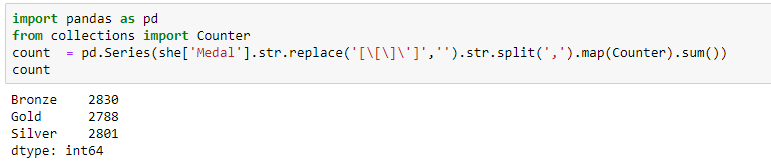 import pandas as pd
from collections import Counter
count  = pd.Series(she['Medal'].str.replace('[\[\]\']','').str.split(',').map(Counter).sum())
count
Bronze    2830
Gold      2788
Silver    2801
dtype: int64